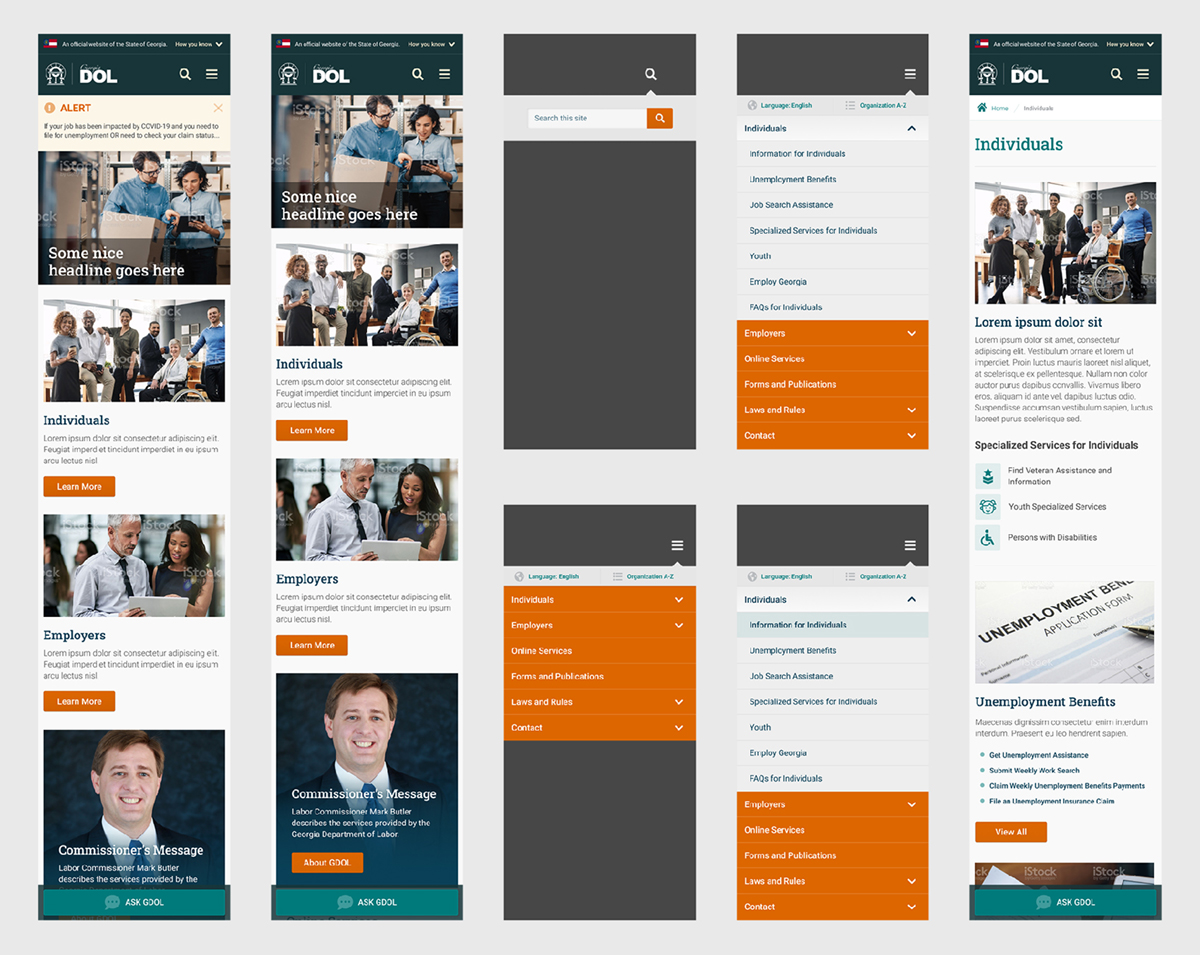 An official website of the State of Georgia. How you know
Georgia
DOL
ALERT
If your job has been impacted by COVID-19 and you need to
file for unemployment OR need to check your claim status...
iStock
Some nice
headline goes here
Individuals
Lorem ipsum dolor sit consectetur adipiscing elit.
Feugiat imperdiet tincidunt imperdiet in eu ipsum
arcu lectus nisl
Learn More
Employers
Lorem ipsum dolor sit consectetur adipiscing elit.
Feugiat imperdiet tincidunt imperdiet in eu ipsum
arcu lectus nisl
Learn More
Commissioner's Message
Labor Commissioner Mark Butler
describes the services provided by the
ASK GDOL
An official website of the State of Georgia. How you know
Georgia
DOL
iStock
Some nice
headline goes here
Individuals
Lorem ipsum dolor sit consectetur adipiscing elit.
Feugiat imperdiet tincidunt imperdiet in eu ipsum
arcu lectus nisl.
Learn More
Employers
Lorem ipsum dolor sit consectetur adipiscing elit.
Feugiat imperdiet tincidunt imperdiet in eu ipsum
arcu lectus nisl.
Learn More
Commissioner's Message
Labor Commissioner Mark Butler
describes the services provided by the
Georgia Department of Labor
About GDOL
ASK GDOL
Search this site
Language: English Organization A-Z
Individuals
Employers
Online Services
Forms and Publications
Laws and Rules
Contact
Language: English Organization A-Z
Individuals
Information for Individuals
Unemployment Benefits
Job Search Assistance
Specialized Services for Individuals
Youth
Employ Georgia
FAQs for Individuals
Employers
Online Services
Forms and Publications
Laws and Rules
Contact
Language: English Organization A-Z
Individuals
Information for Individuals
Unemployment Benefits
Job Search Assistance
Specialized Services for Individuals
Youth
Employ Georgia
FAQs for Individuals
Employers
Online Services
Forms and Publications
Laws and Rules
Contact
An official website of the State of Georgia. How you know
Georgia
DOL
Home / Individuals
Individuals
Lorem ipsum dolor sit
Lorem ipsum dolor sit amet, consectetur
adipiscing elit. Vestibulum ornare et lorem ut
imperdiet. Proin luctus mauris laoreet nisl aliquet,
at scelerisque ex pellentesque. Nullam non color
auctor purus dapibus convallis. Vivamus libero
eros, aliquam id ante vel, dapibus luctus odio.
Suspendisse accumsan vestibulum sapien, luctus
laoreet purus scelerisque sed.
Specialized Services for Individuals
Find Veteran Assistance and
Information
Youth Specialized Services
Persons with Disabilities
UNEMPLOYMENT BENEFITS
APPLICATION FORM
Personal Information
Unemployment Benefits
Maecenas dignissim consectetur enim interdum
interdum. Praesent eu leo hendrerit sapien.
Get Unemployment Assistance
Submit Weekly Work Search
Claim Weekly Unemployment Benefits Payments
File as Unemployment Insurance Claim
View All
iStock
ASK GDOL